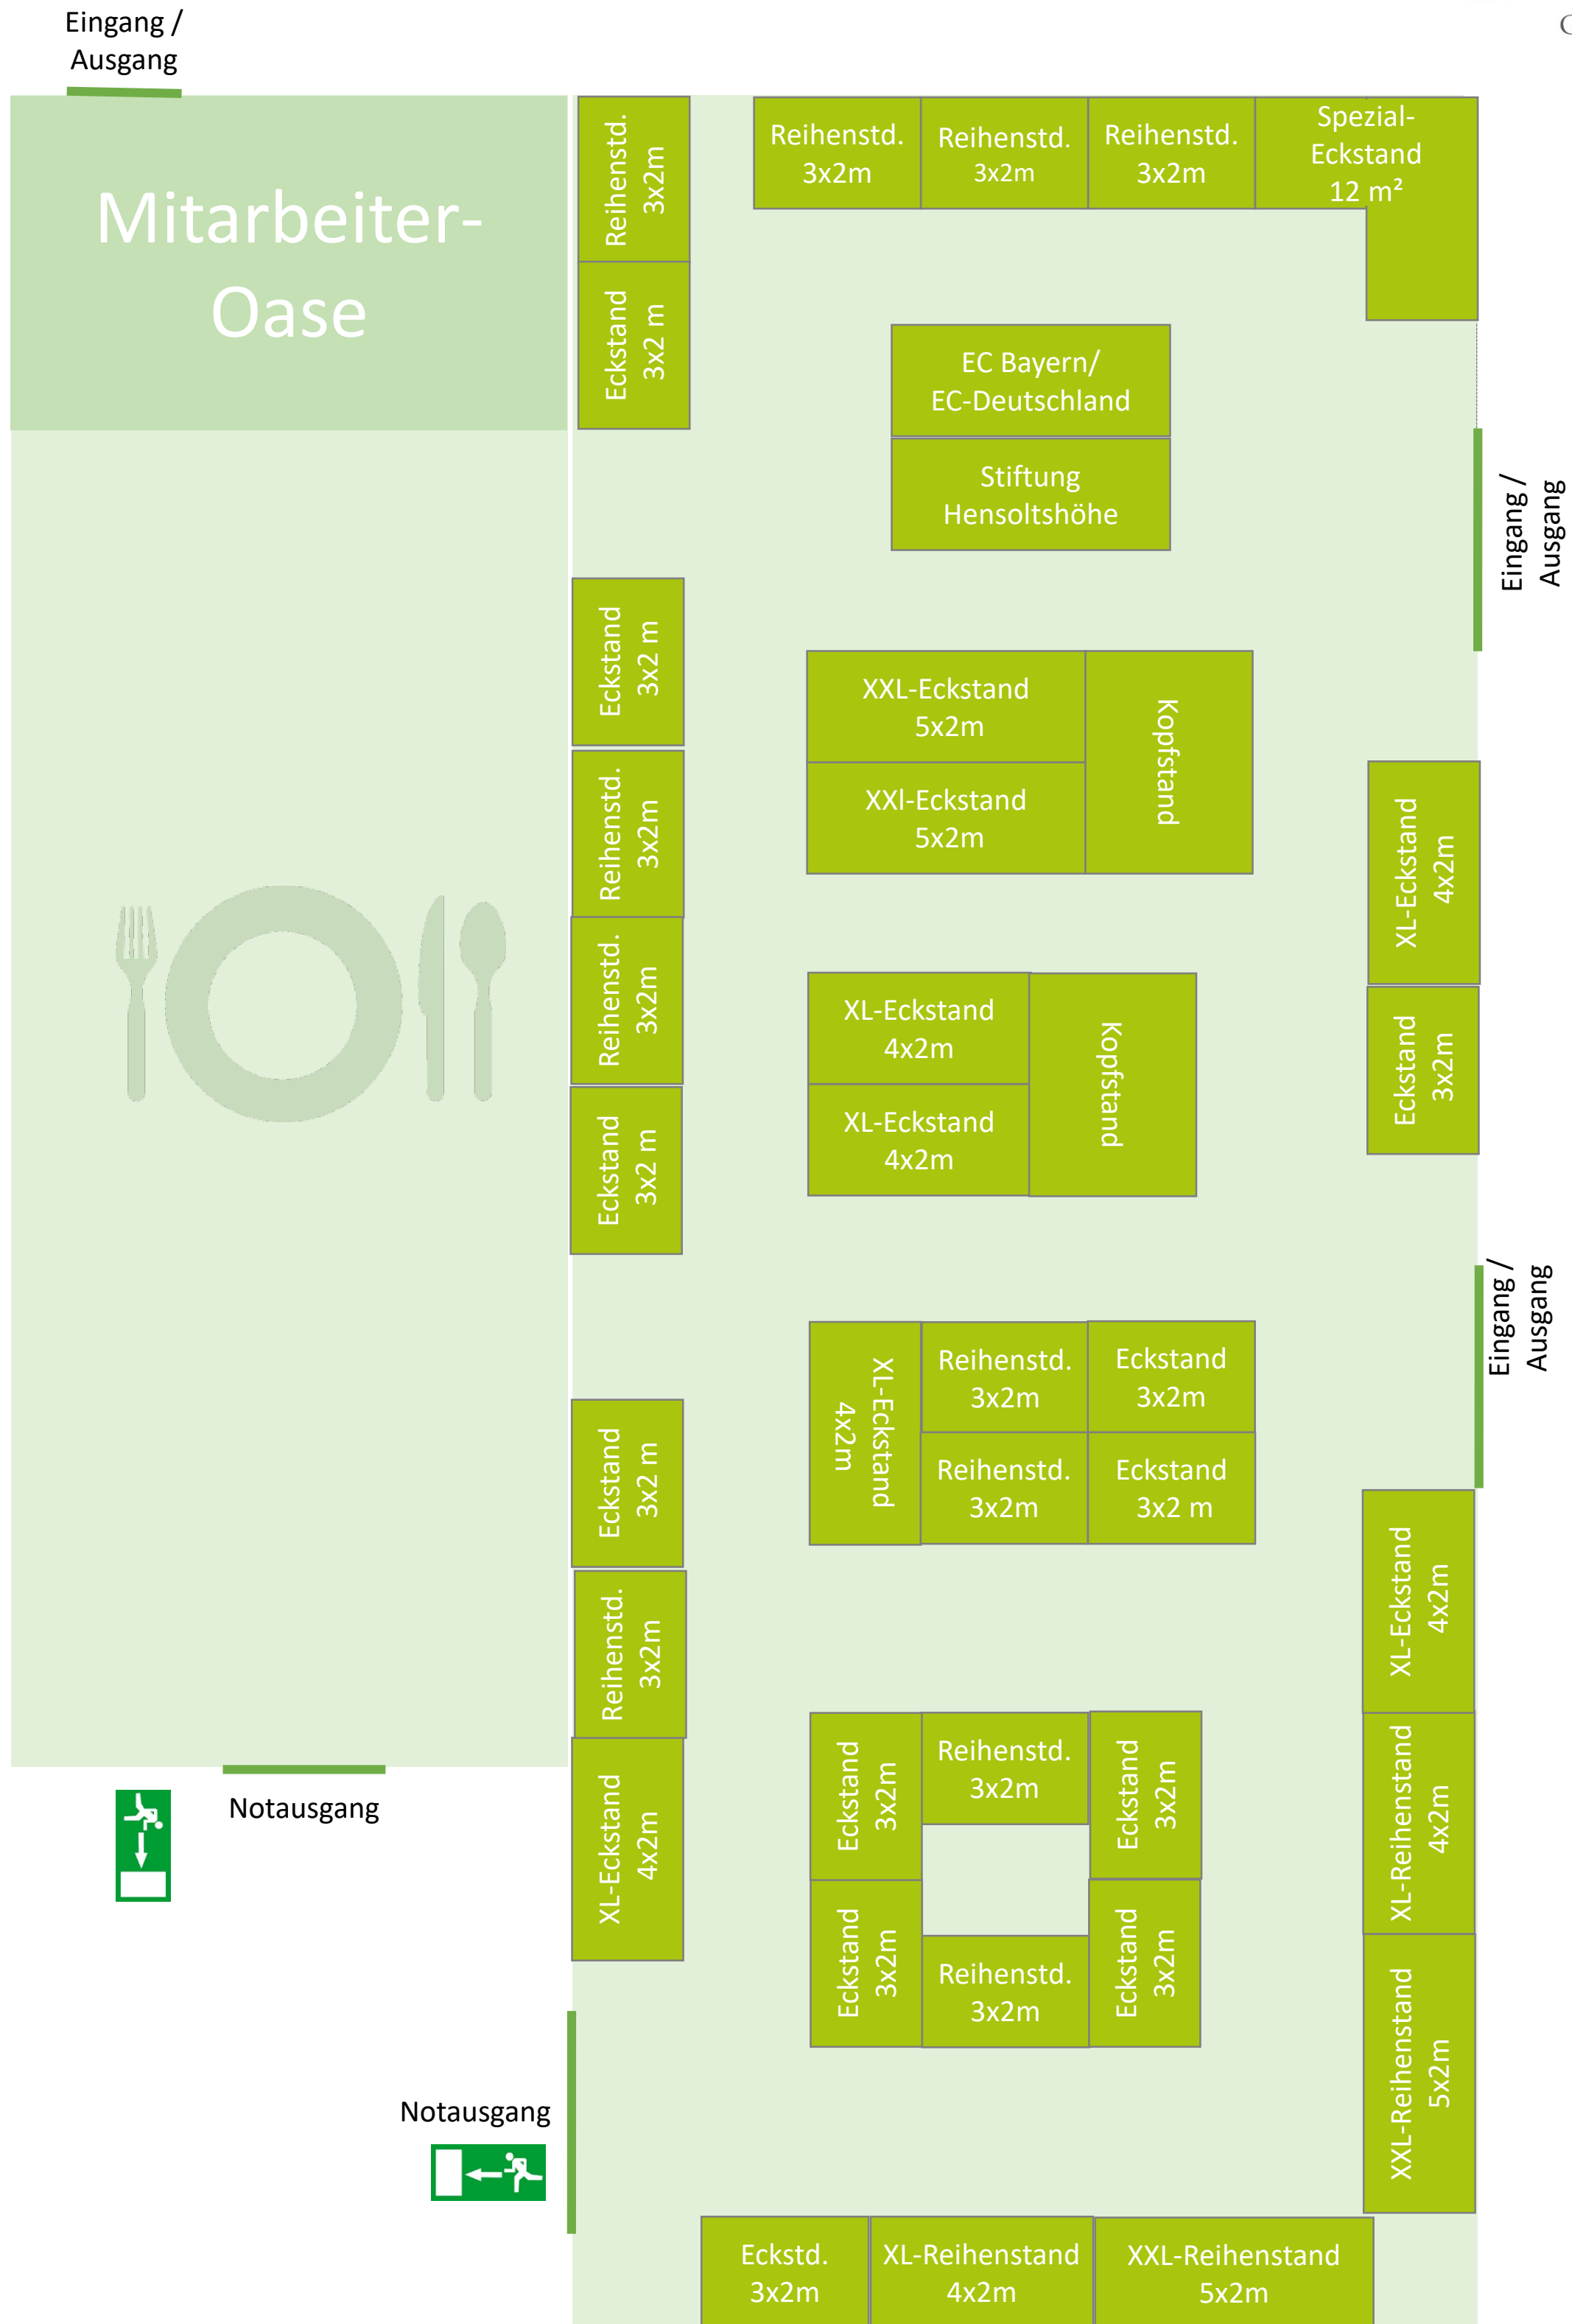 Eingang /
Ausgang
Mitarbeiter-
Oase
Reihenstd.
3x2m
Eckstand
3x2 m
Reihenstd.
3x2m
Reihenstd.
3x2m
Reihenstd.
3x2m
Spezial-
Eckstand
12 m²
EC Bayern/
EC-Deutschland
Stiftung
Hensoltshöhe
Eingang /
Ausgang
Eckstand
3x2 m
Reihenstd.
3x2m
Reihenstd.
3x2m
Eckstand
3x2 m
XXL-Eckstand
5x2m
XXl-Eckstand
5x2m
Kopfstand
XL-Eckstand
4x2m
Eckstand
3x2m
XL-Eckstand
4x2m
XL-Eckstand
4x2m
Kopfstand
Eingang /
Ausgang
XL-Eckstand
4x2m
Reihenstd.
3x2m
Eckstand
3x2m
Reihenstd.
3x2m
Eckstand
3x2 m
Eckstand
3x2 m
Reihenstd.
3x2m
XL-Eckstand
4x2m
XL-Eckstand
4x2m
XL-Reihenstand
4x2m
XXL-Reihenstand
5x2m
Eckstand
3x2m
Reihenstd.
3x2m
Eckstand
3x2m
Eckstand
3x2m
Reihenstd.
3x2m
Eckstand
3x2m
Notausgang
Notausgang
Eckstd.
3x2m
XL-Reihenstand
4x2m
XXL-Reihenstand
5x2m